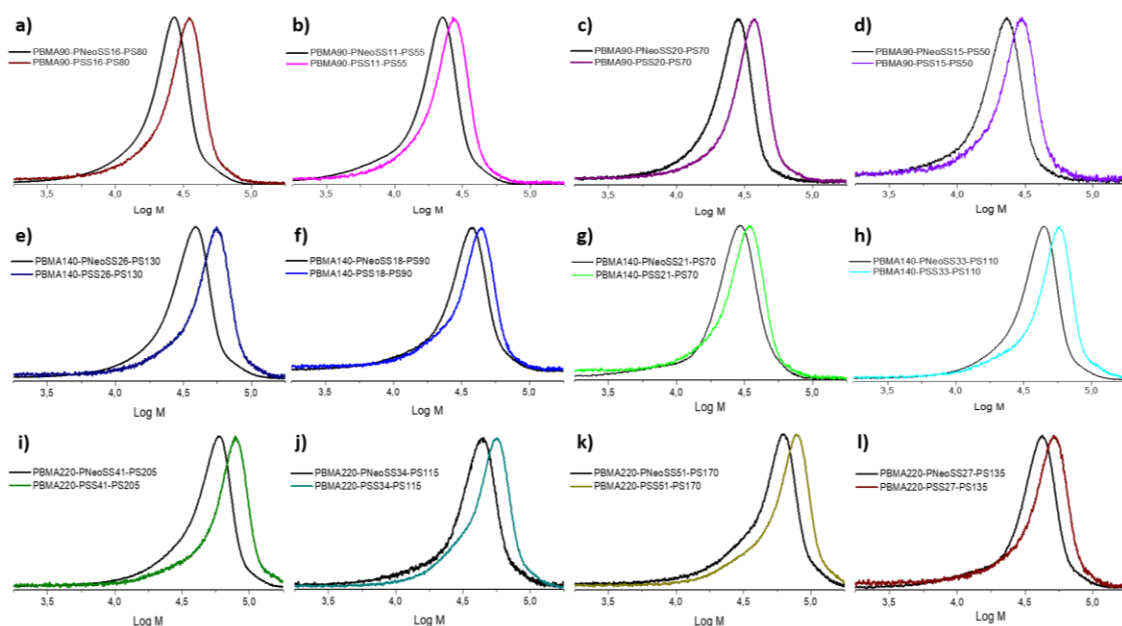 a)
PBMA90-PNeoSS16-PS80
PBMA90-PSS16-PS80
3,5 4,0 4,5 5,0
Log M
b)
PBMA90-PNeoSS11-PS55
PBMA90-PSS11-PS55
3,5 4,0 4,5 5,0
Log M
c)
PBMA90-PNeoSS20-PS70
PBMA90-PSS20-PS70
3,5 4,0 4,5 5,0
Log M
d)
PBMA90-PNeoSS15-PS50
PBMA90-PSS15-PS50
3,5 4,0 4,5 5,0
Log M
e)
PBMA140-PNeoSS26-PS130
PBMA140-PSS26-PS130
3,5 4,0 4,5 5,0
Log M
f)
PBMA140-PNeoSS18-PS90
PBMA140-PSS18-PS90
3,5 4,0 4,5 5,0
Log M
g)
PBMA140-PNeoSS21-PS70
PBMA140-PSS21-PS70
3,5 4,0 4,5 5,0
Log M
h)
PBMA140-PNeoSS33-PS110
PBMA140-PSS33-PS110
3,5 4,0 4,5 5,0
Log M
i)
PBMA220-PNeoSS41-PS205
PBMA220-PSS41-PS205
3,5 4,0 4,5 5,0
Log M
j)
PBMA220-PNeoSS34-PS115
PBMA220-PSS34-PS115
3,5 4,0 4,5 5,0
Log M
k)
PBMA220-PNeoSS51-PS170
PBMA220-PSS51-PS170
3,5 4,0 4,5 5,0
Log M
l)
PBMA220-PNeoSS27-PS135
PBMA220-PSS27-PS135
3,5 4,0 4,5 5,0
Log M